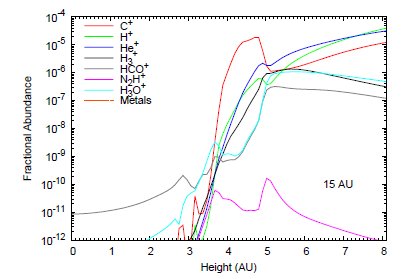 10-4
10-5
10-6
10-7
10-8
10-9
10-10
10-11
10-12
Fractional Abundance
C+
H+
He+
H3+
HCO+
N2H+
H3O+
Metals
15 AU
0 1 2 3 4 5 6 7 8
Height (AU)